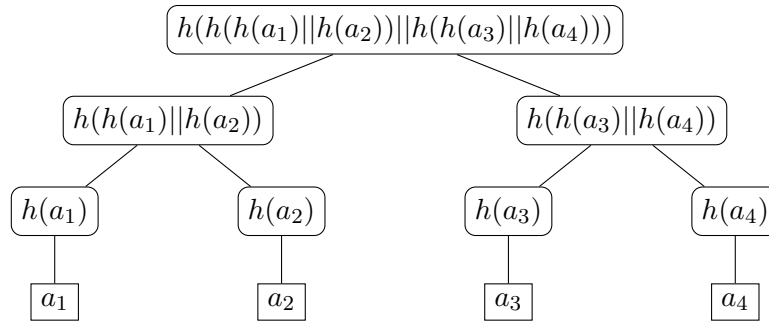 h(h(h(a₁)||h(a₂))||h(h(a₃)||h(a₄)))
h(h(a₁)||h(a₂)) h(h(a₃)||h(a₄))
h(a₁) h(a₂) h(a₃) h(a₄)
a₁ a₂ a₃ a₄